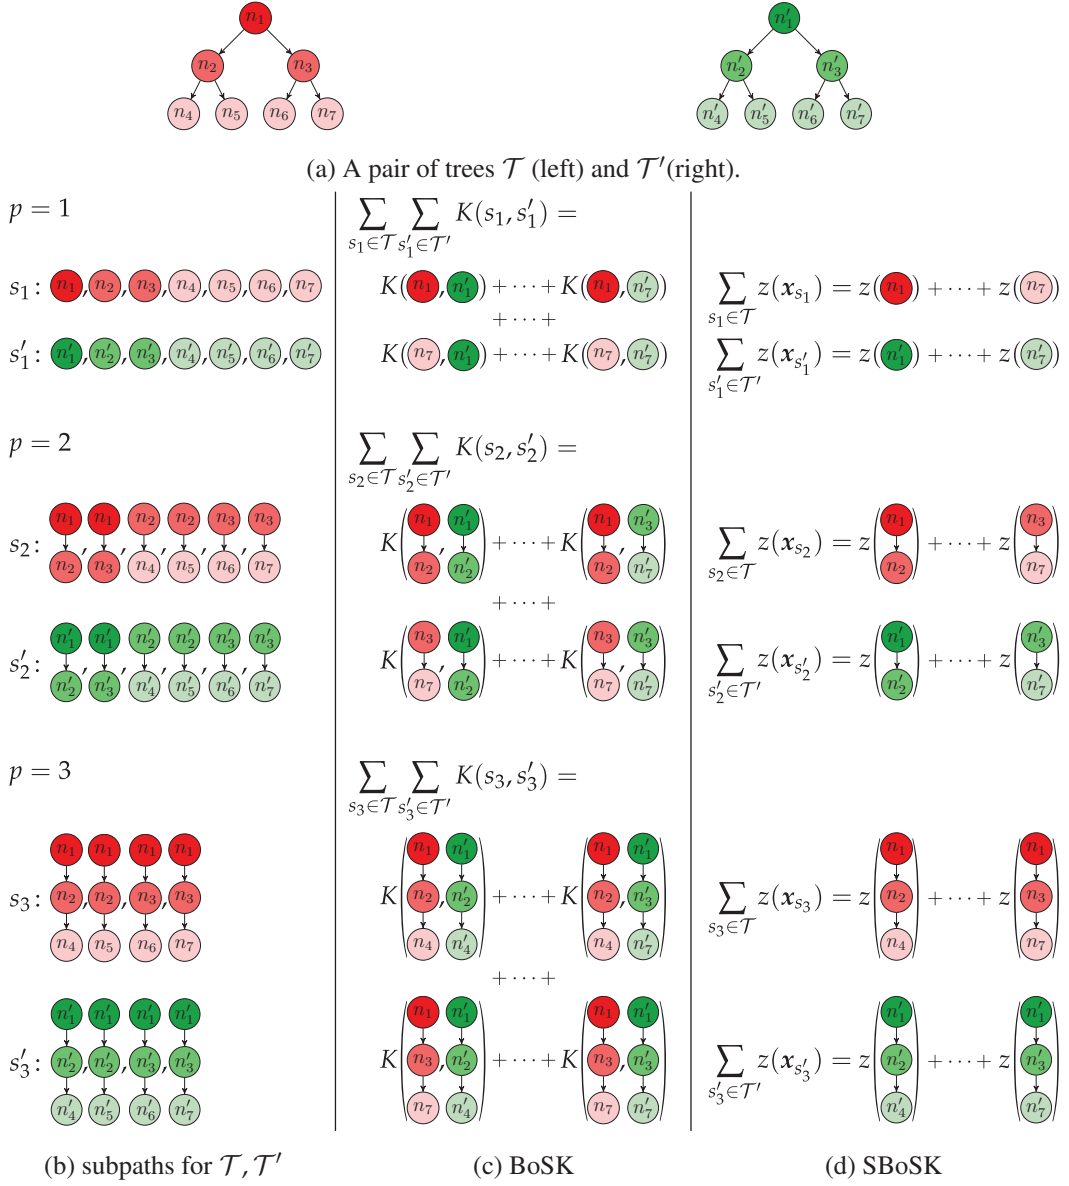 n₁ n′₁
n₂ n₃ n′₂ n′₃
n₄ n₅ n₆ n₇ n′₄ n′₅ n′₆ n′₇
(a) A pair of trees 𝒯 (left) and 𝒯′(right).
p = 1
s₁: n₁, n₂, n₃, n₄, n₅, n₆, n₇
s′₁: n′₁, n′₂, n′₃, n′₄, n′₅, n′₆, n′₇
p = 2
s₂: n₁→n₂, n₁→n₃, n₂→n₄, n₂→n₅, n₃→n₆, n₃→n₇
s′₂: n′₁→n′₂, n′₁→n′₃, n′₂→n′₄, n′₂→n′₅, n′₃→n′₆, n′₃→n′₇
p = 3
s₃: n₁→n₂→n₄, n₁→n₂→n₅, n₁→n₃→n₆, n₁→n₃→n₇
s′₃: n′₁→n′₂→n′₄, n′₁→n′₂→n′₅, n′₁→n′₃→n′₆, n′₁→n′₃→n′₇
(b) subpaths for 𝒯, 𝒯′
∑_{s₁∈𝒯} ∑_{s′₁∈𝒯′} K(s₁, s′₁) =
K(n₁, n′₁) + ··· + K(n₁, n′₇)
+ ··· +
K(n₇, n′₁) + ··· + K(n₇, n′₇)
∑_{s₂∈𝒯} ∑_{s′₂∈𝒯′} K(s₂, s′₂) =
K(n₁→n₂, n′₁→n′₂) + ··· + K(n₁→n₂, n′₃→n′₇)
+ ··· +
K(n₃→n₇, n′₁→n′₂) + ··· + K(n₃→n₇, n′₃→n′₇)
∑_{s₃∈𝒯} ∑_{s′₃∈𝒯′} K(s₃, s′₃) =
K(n₁→n₂→n₄, n′₁→n′₂→n′₄) + ··· + K(n₁→n₂→n₄, n′₁→n′₃→n′₇)
+ ··· +
K(n₁→n₃→n₇, n′₁→n′₂→n′₄) + ··· + K(n₁→n₃→n₇, n′₁→n′₃→n′₇)
(c) BoSK
∑_{s₁∈𝒯} z(x_{s₁}) = z(n₁) + ··· + z(n₇)
∑_{s′₁∈𝒯′} z(x_{s′₁}) = z(n′₁) + ··· + z(n′₇)
∑_{s₂∈𝒯} z(x_{s₂}) = z(n₁→n₂) + ··· + z(n₃→n₇)
∑_{s′₂∈𝒯′} z(x_{s′₂}) = z(n′₁→n′₂) + ··· + z(n′₃→n′₇)
∑_{s₃∈𝒯} z(x_{s₃}) = z(n₁→n₂→n₄) + ··· + z(n₁→n₃→n₇)
∑_{s′₃∈𝒯′} z(x_{s′₃}) = z(n′₁→n′₂→n′₄) + ··· + z(n′₁→n′₃→n′₇)
(d) SBoSK